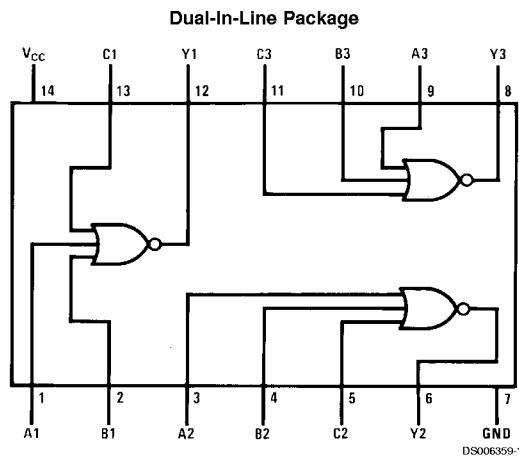 Dual-In-Line Package
VCC C1 Y1 C3 B3 A3 Y3
14 13 12 11 10 9 8
1 2 3 4 5 6 7
A1 B1 A2 B2 C2 Y2 GND
DS006359-